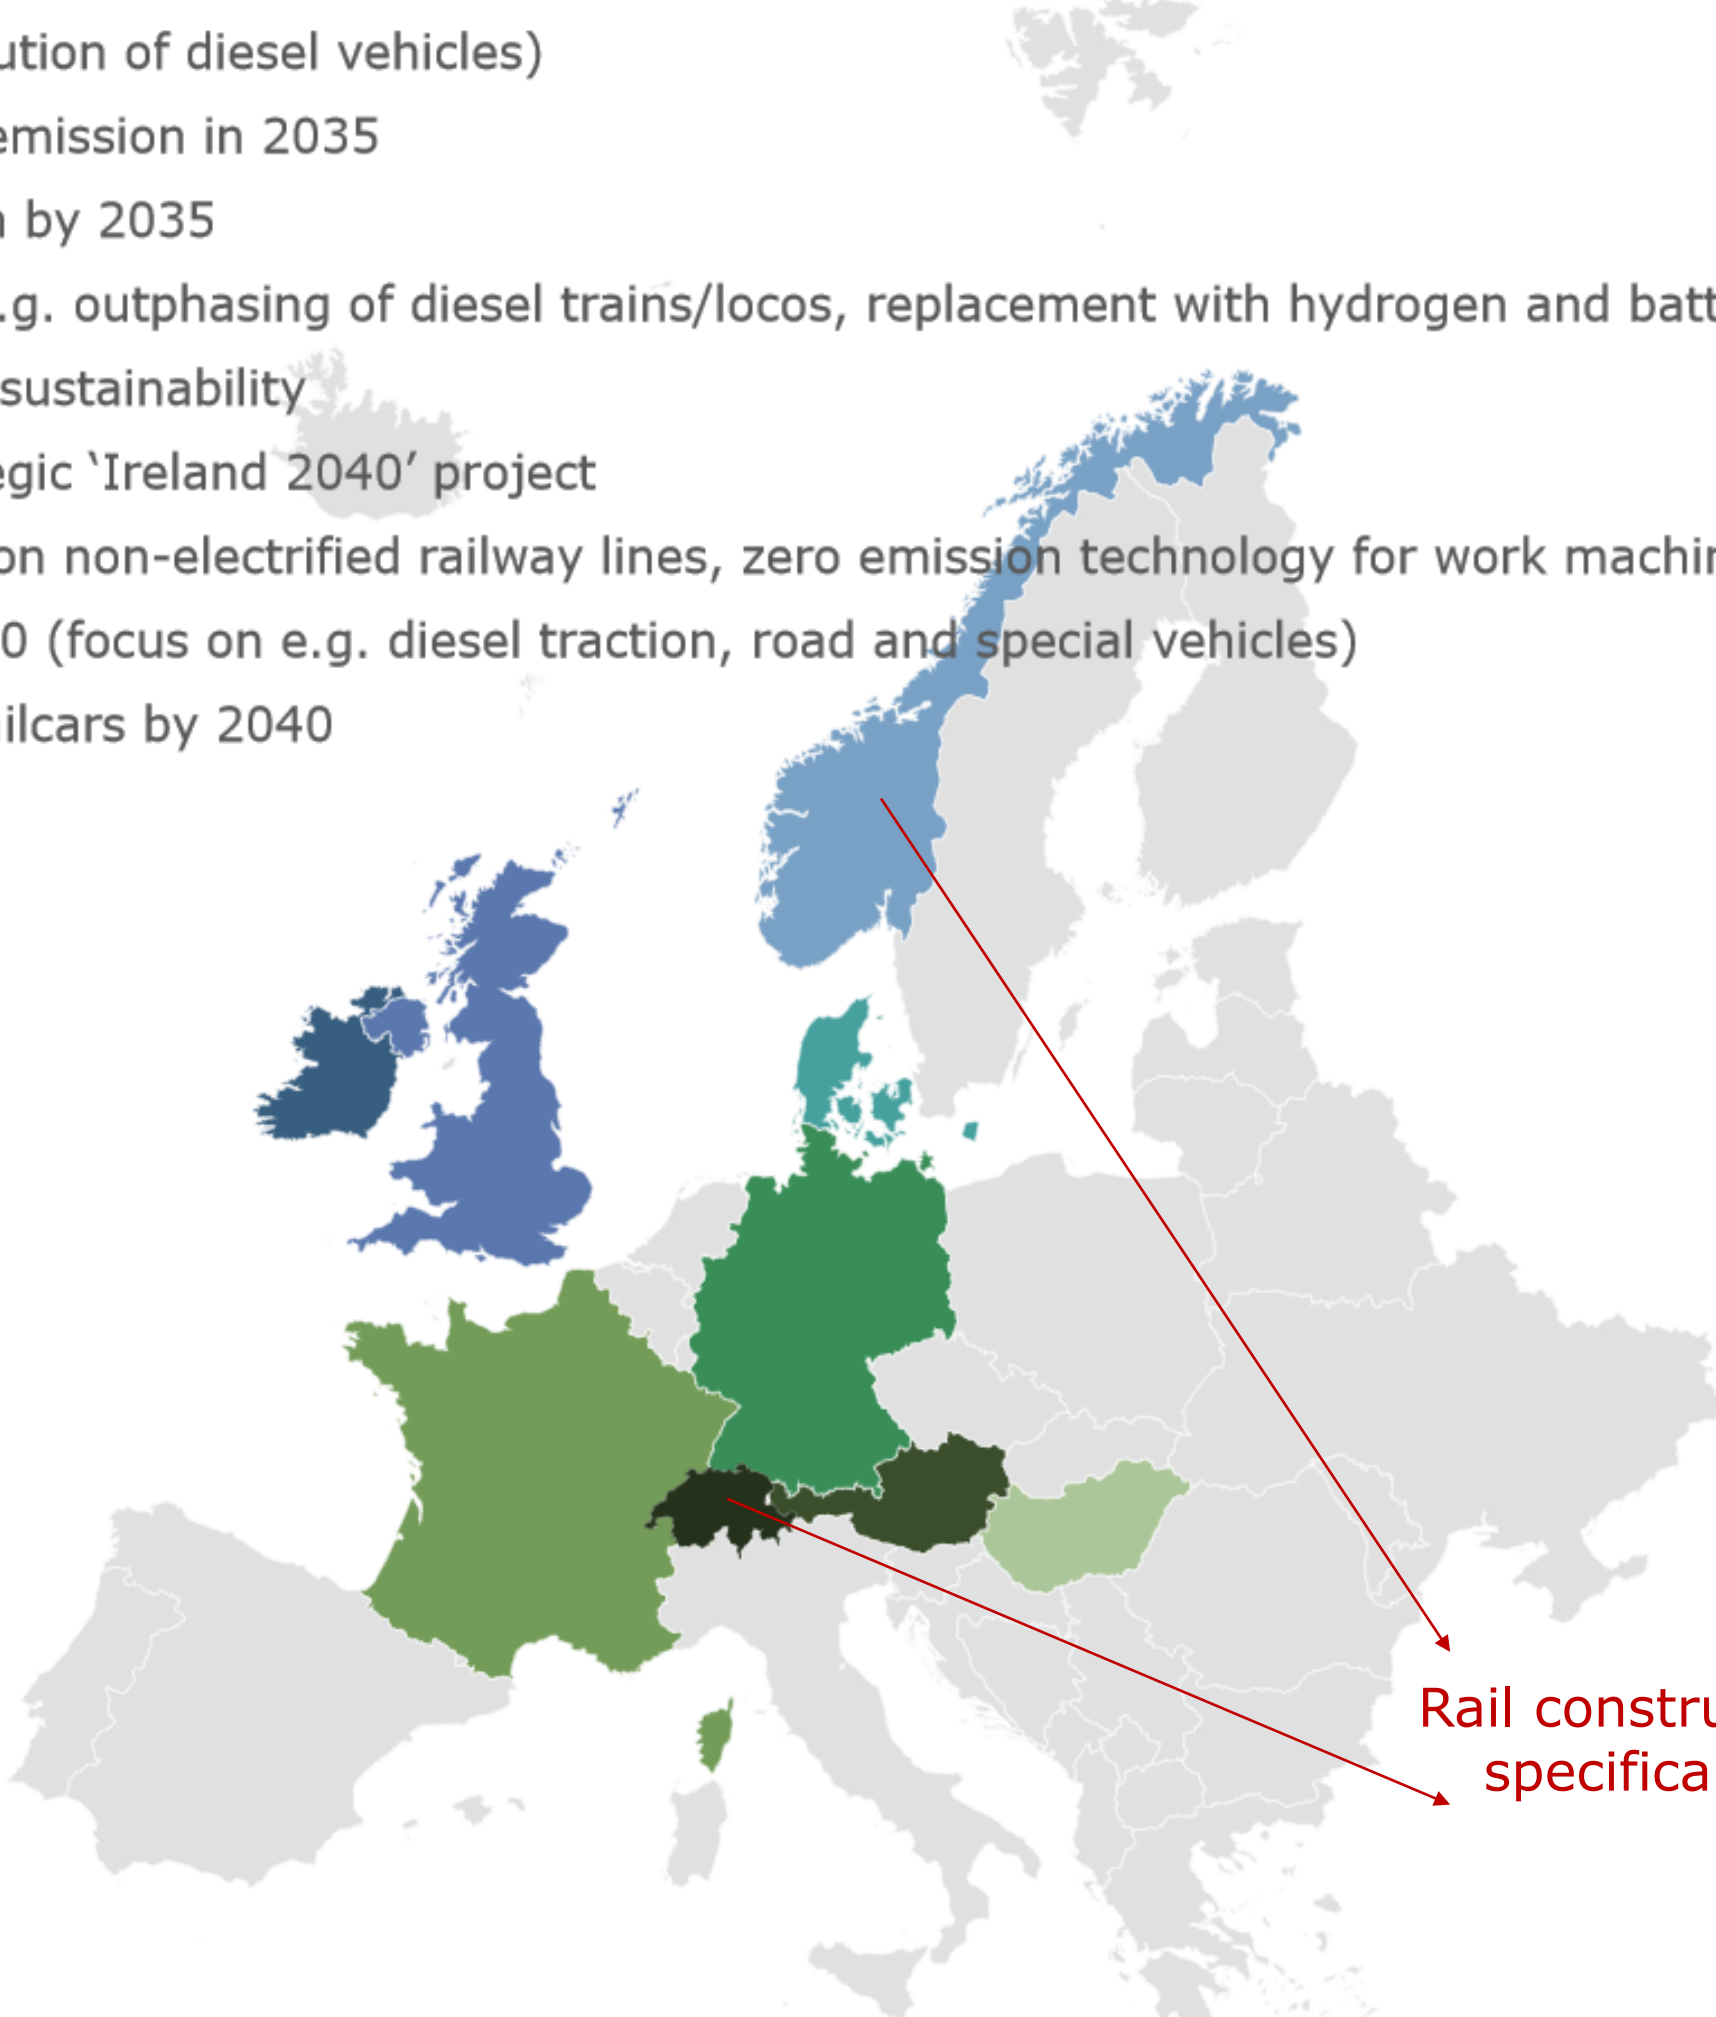 ution of diesel vehicles)
emission in 2035
by 2035
.g. outphasing of diesel trains/locos, replacement with hydrogen and batt
sustainability
egic ‘Ireland 2040’ project
on non-electrified railway lines, zero emission technology for work machin
0 (focus on e.g. diesel traction, road and special vehicles)
ilcars by 2040
Rail constru
specifica